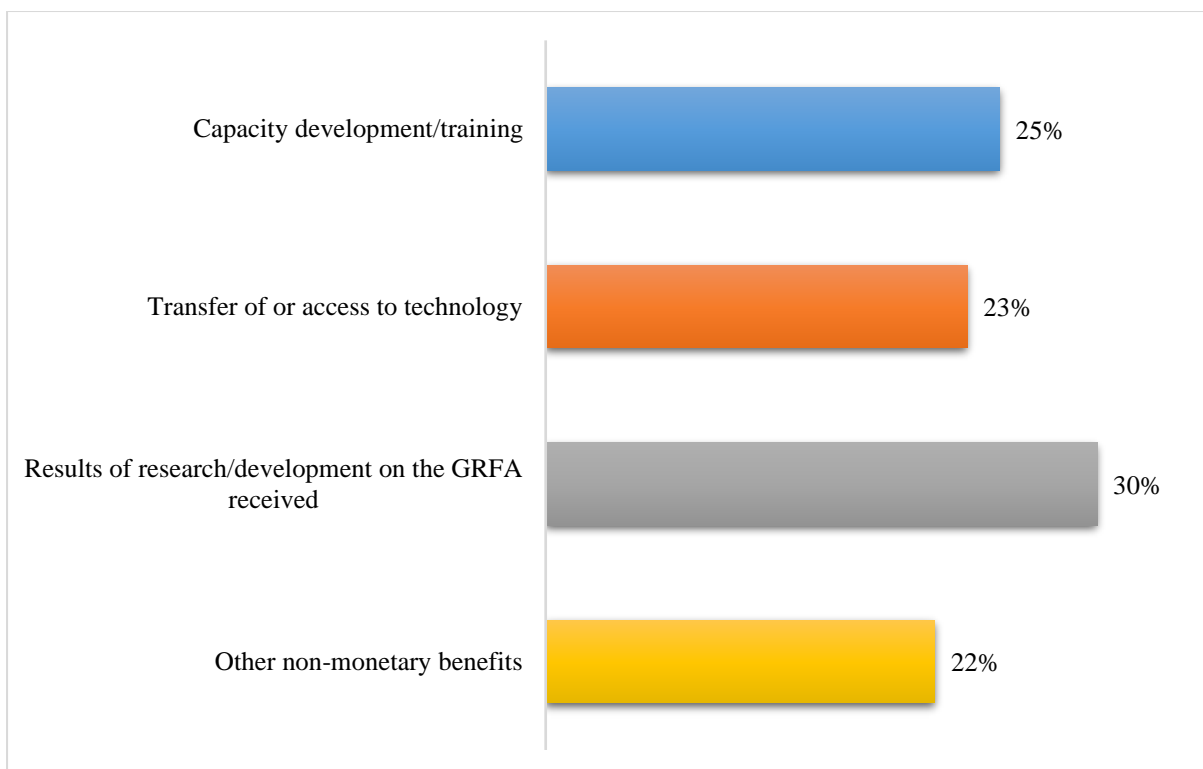 Capacity development/training
25%
Transfer of or access to technology
23%
Results of research/development on the GRFA
received
30%
Other non-monetary benefits
22%